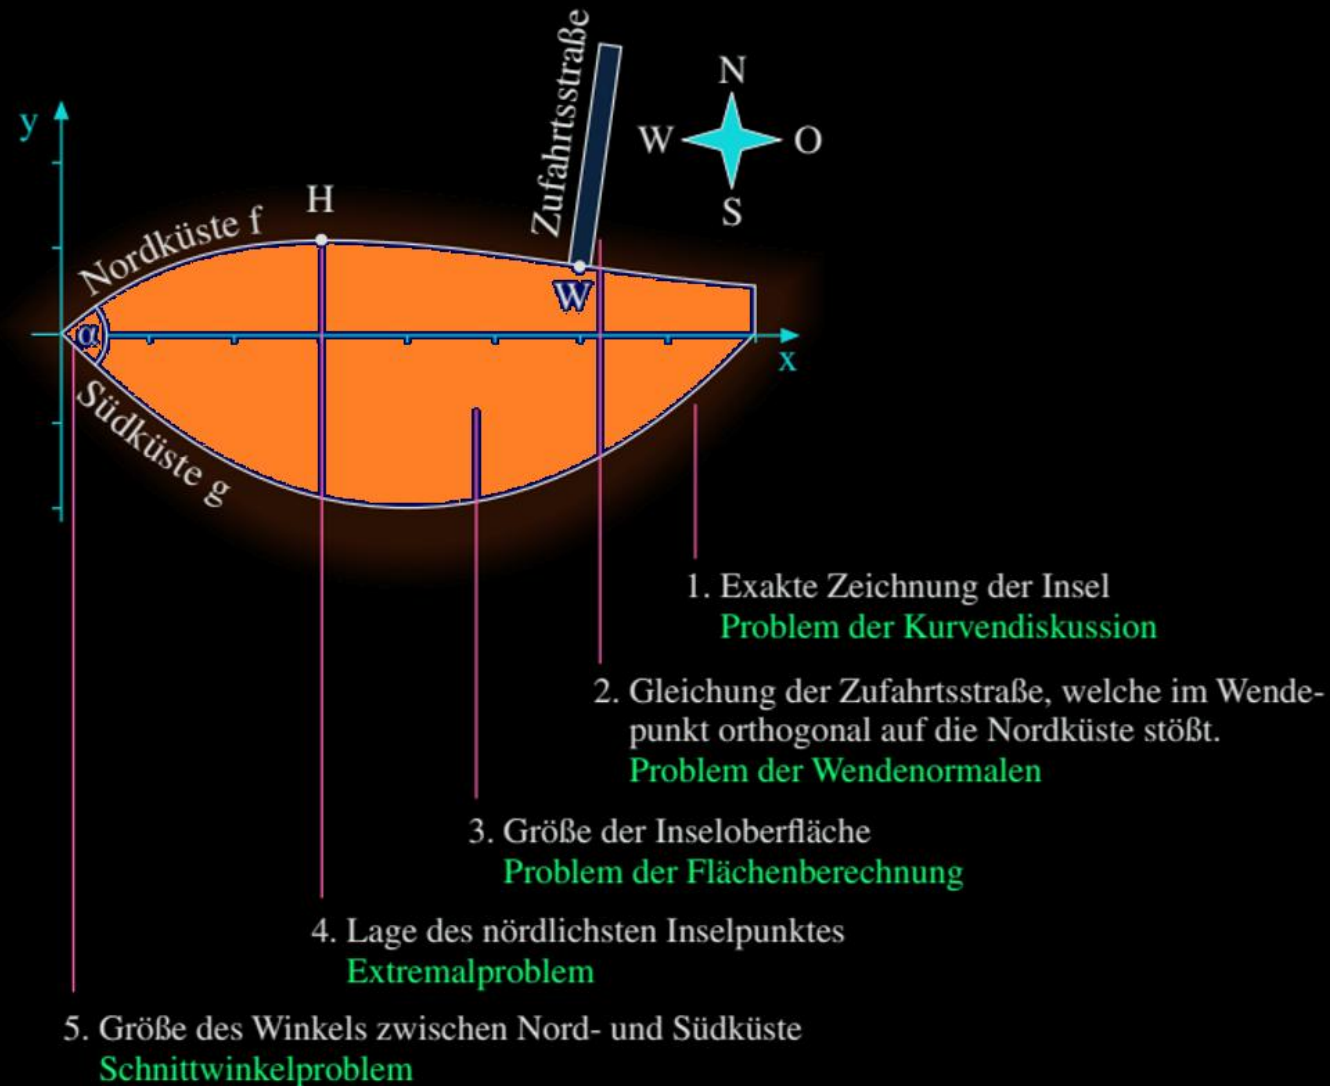 Zufahrtsstraße
N
W
O
S
y
H
Nordküste f
W
α
x
Südküste g
1. Exakte Zeichnung der Insel
Problem der Kurvendiskussion
2. Gleichung der Zufahrtsstraße, welche im Wende-
punkt orthogonal auf die Nordküste stößt.
Problem der Wendenormalen
3. Größe der Inseloberfläche
Problem der Flächenberechnung
4. Lage des nördlichsten Inselpunktes
Extremalproblem
5. Größe des Winkels zwischen Nord- und Südküste
Schnittwinkelproblem